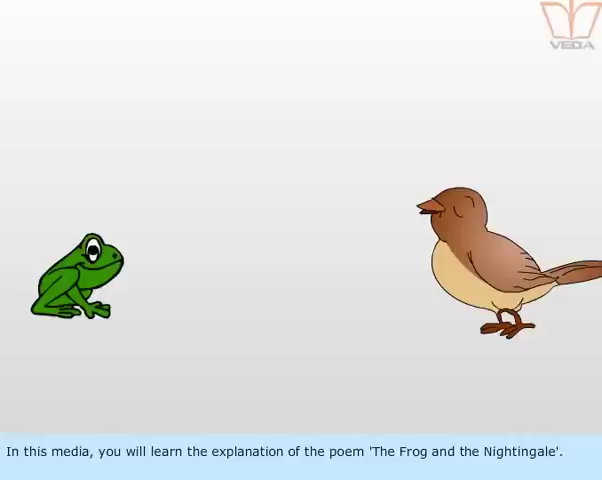 VEDA
In this media, you will learn the explanation of the poem 'The Frog and the Nightingale'.